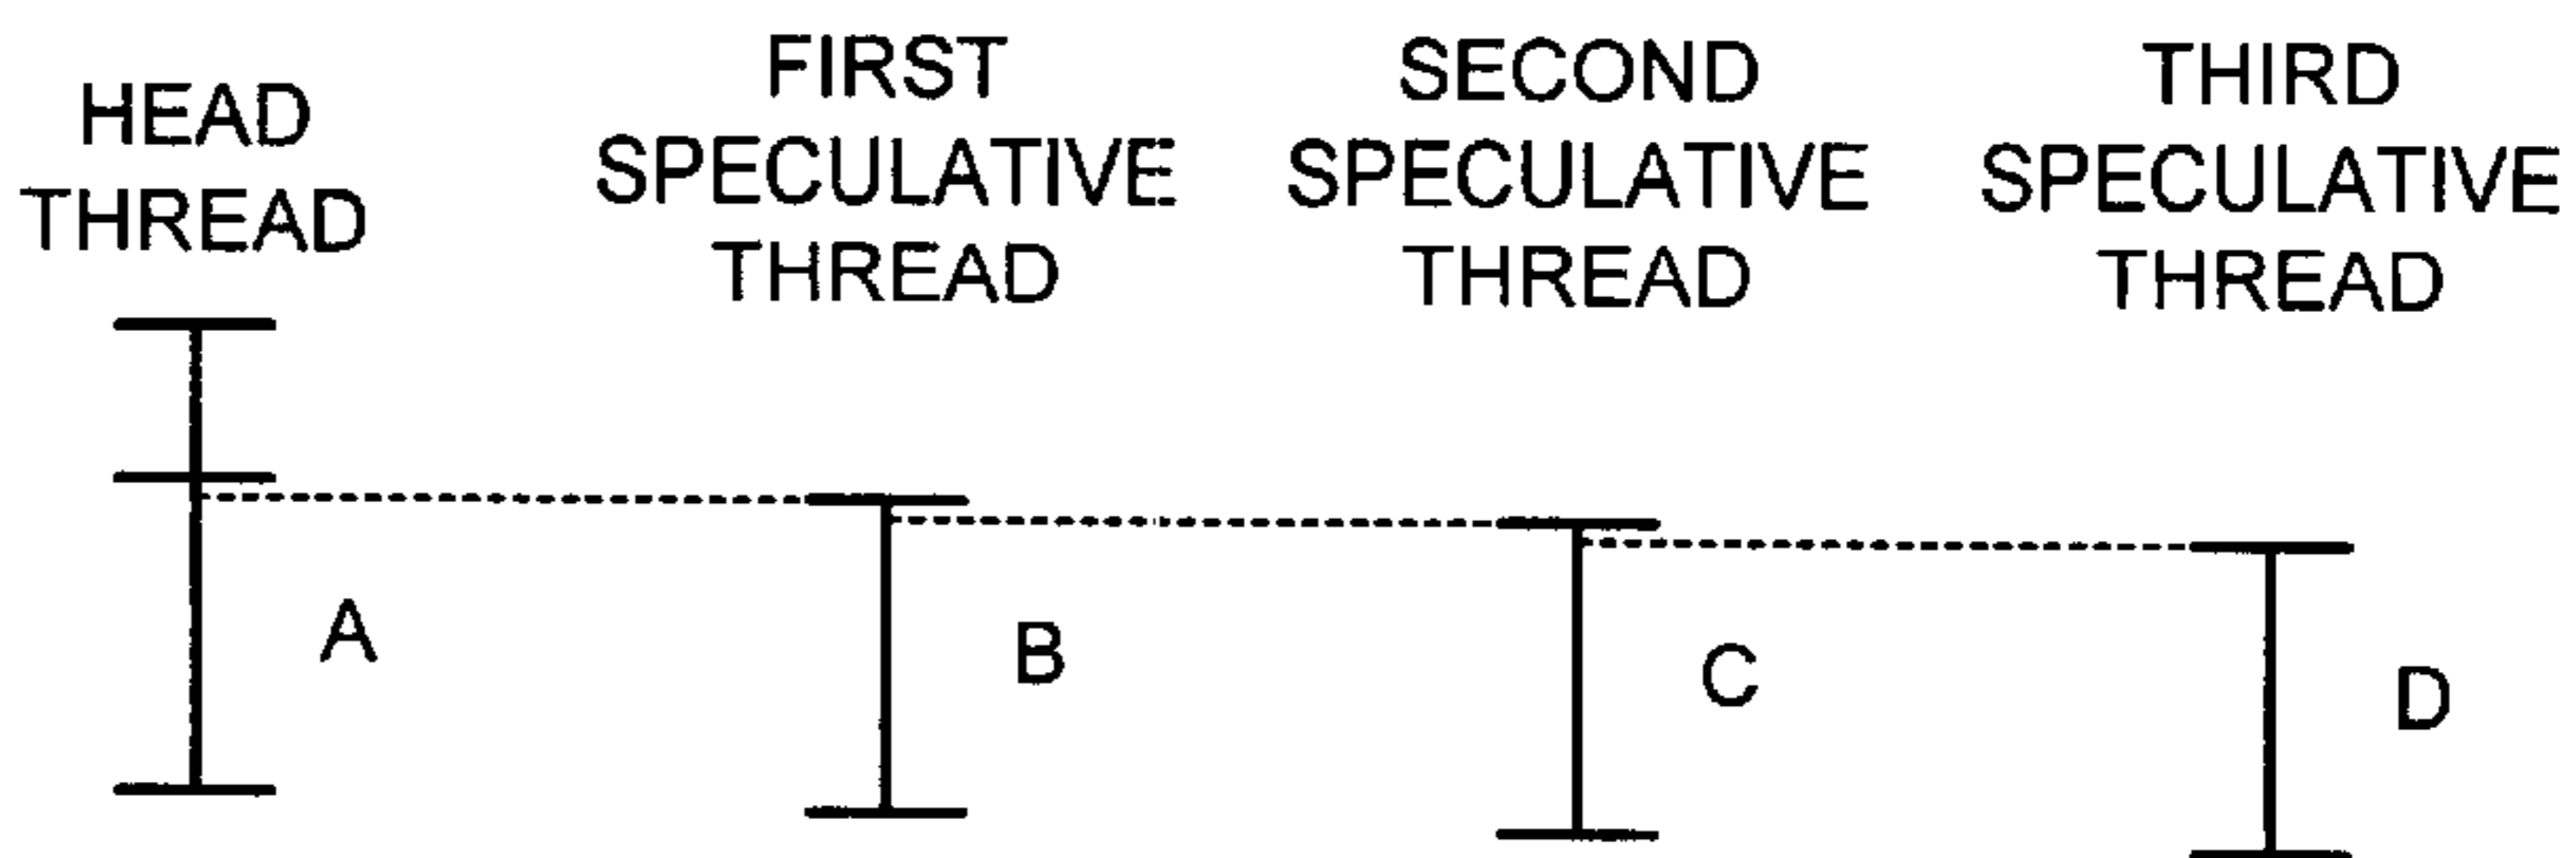 HEAD
THREAD
FIRST
SPECULATIVE
THREAD
SECOND
SPECULATIVE
THREAD
THIRD
SPECULATIVE
THREAD
A
B
C
D